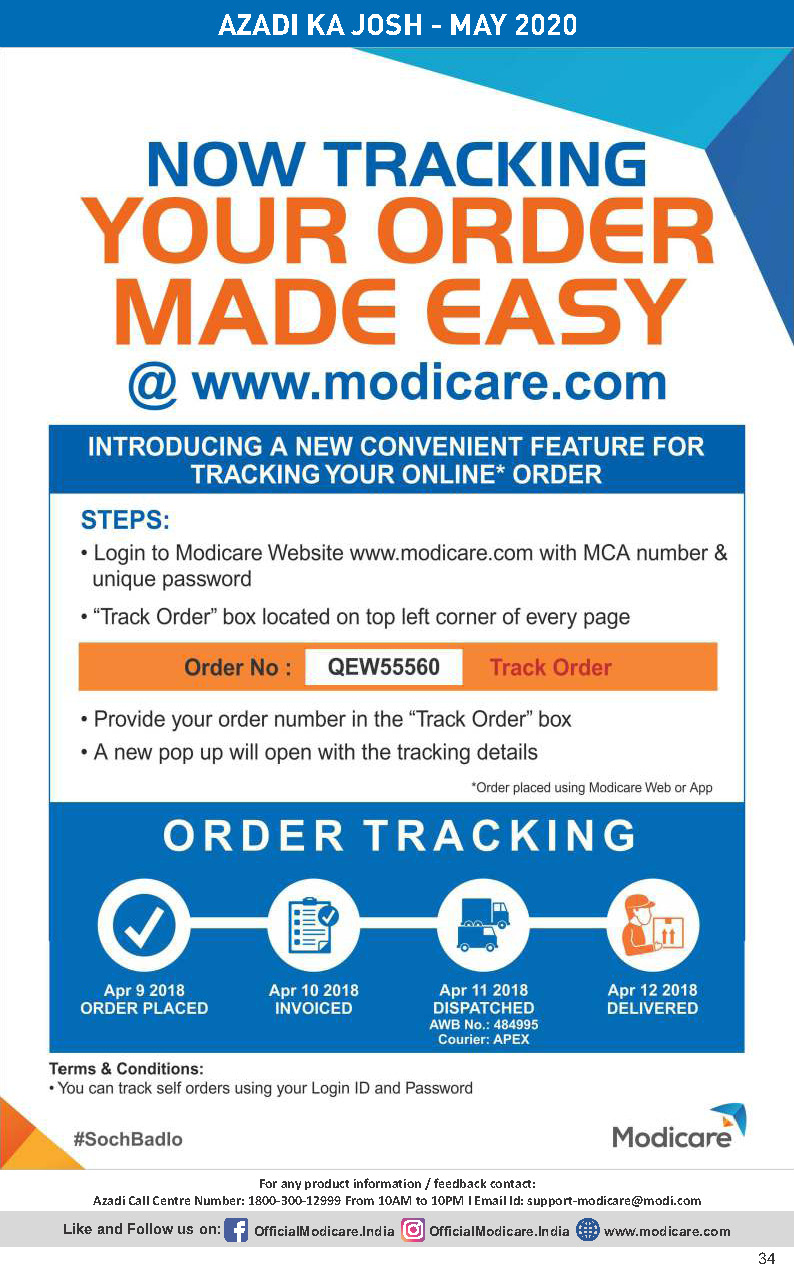 AZADI KA JOSH - MAY 2020
NOW TRACKING
YOUR ORDER
MADE EASY
@ www.modicare.com
INTRODUCING A NEW CONVENIENT FEATURE FOR
TRACKING YOUR ONLINE* ORDER
STEPS:
• Login to Modicare Website www.modicare.com with MCA number &
unique password
• “Track Order” box located on top left corner of every page
Order No : QEW55560 Track Order
• Provide your order number in the “Track Order” box
• A new pop up will open with the tracking details
*Order placed using Modicare Web or App
ORDER TRACKING
Apr 9 2018 Apr 10 2018 Apr 11 2018 Apr 12 2018
ORDER PLACED INVOICED DISPATCHED DELIVERED
AWB No.: 484995
Courier: APEX
Terms & Conditions:
• You can track self orders using your Login ID and Password
#SochBadlo Modicare
For any product information / feedback contact:
Azadi Call Centre Number: 1800-300-12999 From 10AM to 10PM I Email Id: support-modicare@modi.com
Like and Follow us on: OfficialModicare.India OfficialModicare.India www.modicare.com
34